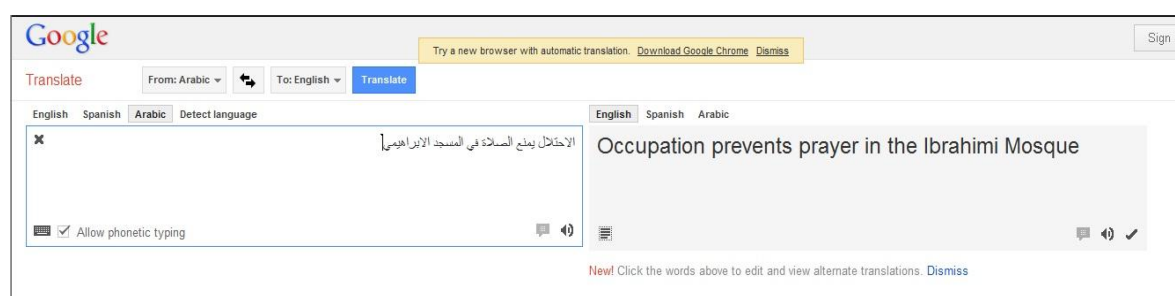 Google
Sign
Try a new browser with automatic translation. Download Google Chrome Dismiss
Translate From: Arabic To: English Translate
English Spanish Arabic Detect language
English Spanish Arabic
الاحتلال يمنع الصلاة في المسجد الابراهيمي
Occupation prevents prayer in the Ibrahimi Mosque
Allow phonetic typing
New! Click the words above to edit and view alternate translations. Dismiss